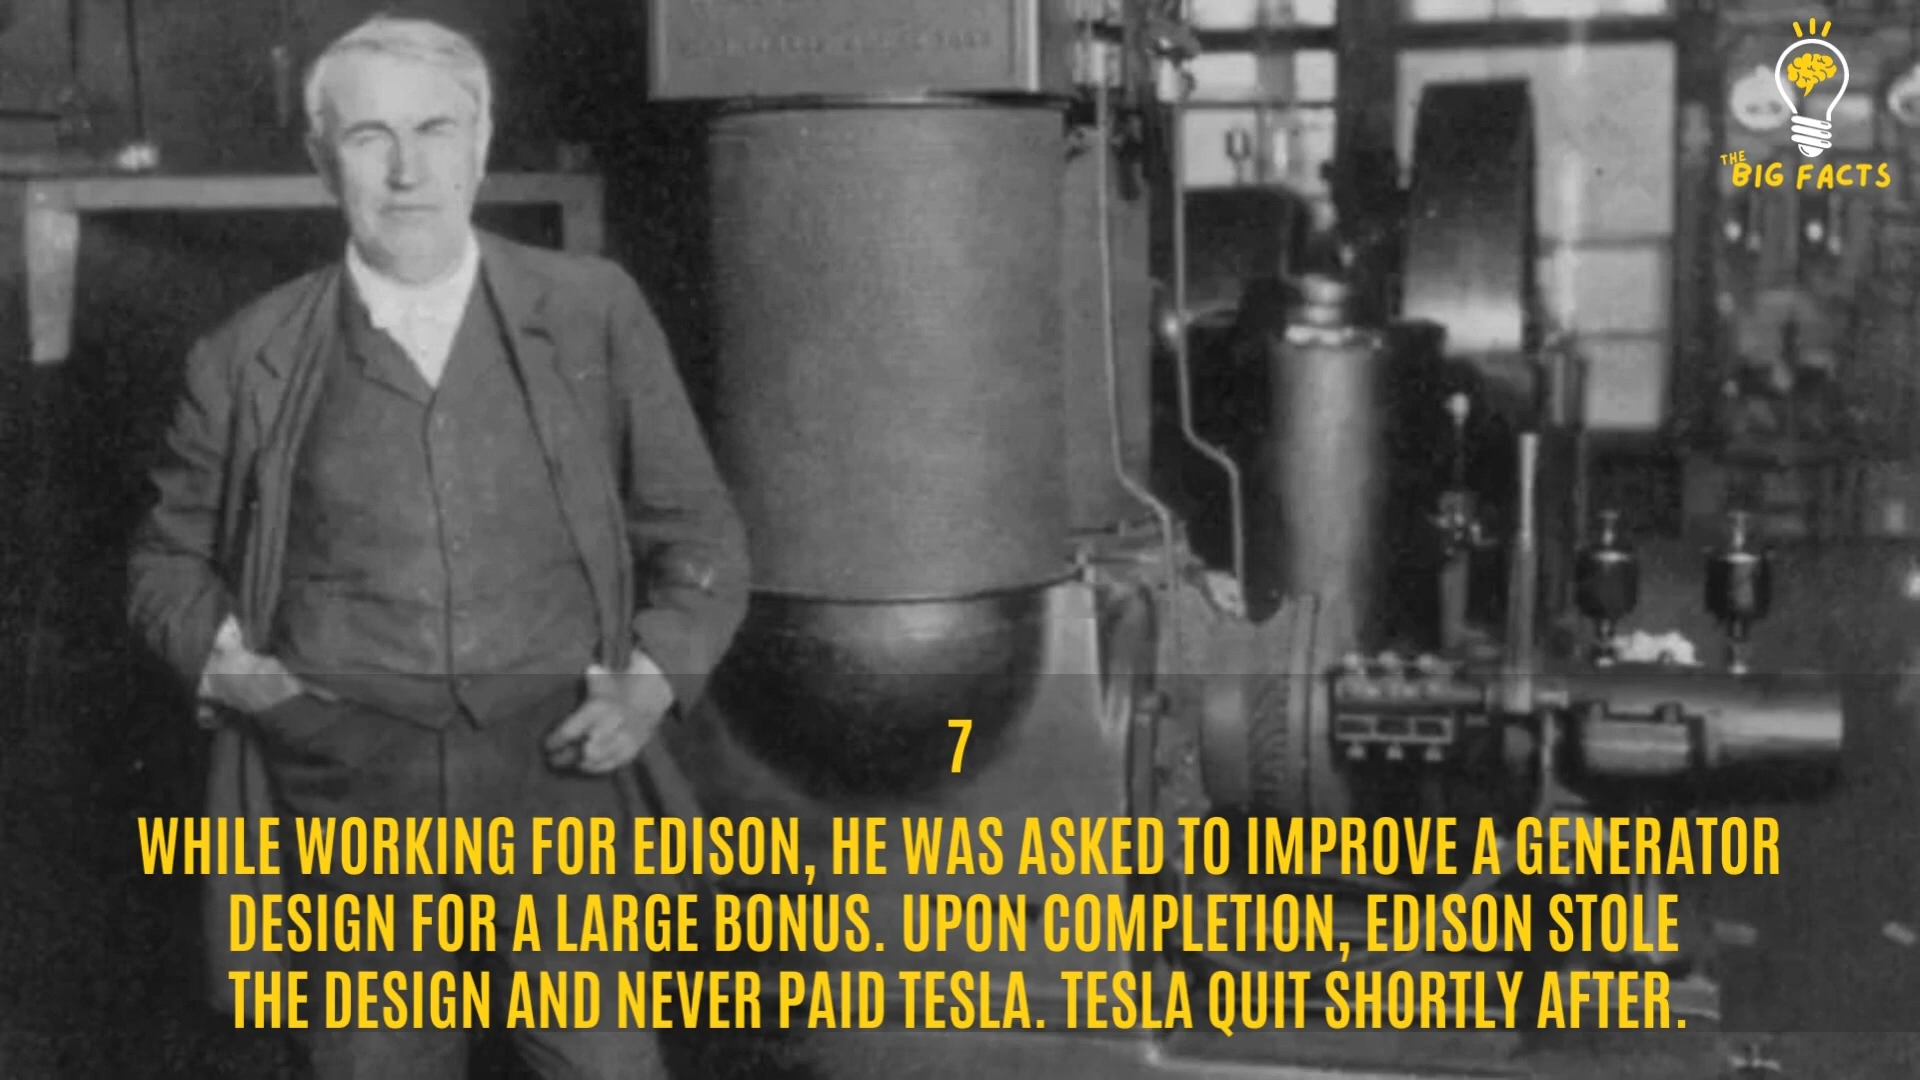 THE
BIG FACTS
7
WHILE WORKING FOR EDISON, HE WAS ASKED TO IMPROVE A GENERATOR
DESIGN FOR A LARGE BONUS. UPON COMPLETION, EDISON STOLE
THE DESIGN AND NEVER PAID TESLA. TESLA QUIT SHORTLY AFTER.